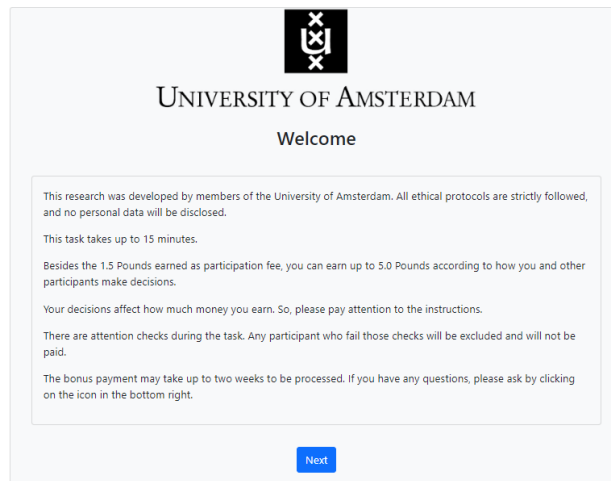 UNIVERSITY OF AMSTERDAM
Welcome
This research was developed by members of the University of Amsterdam. All ethical protocols are strictly followed,
and no personal data will be disclosed.
This task takes up to 15 minutes.
Besides the 1.5 Pounds earned as participation fee, you can earn up to 5.0 Pounds according to how you and other
participants make decisions.
Your decisions affect how much money you earn. So, please pay attention to the instructions.
There are attention checks during the task. Any participant who fail those checks will be excluded and will not be
paid.
The bonus payment may take up to two weeks to be processed. If you have any questions, please ask by clicking
on the icon in the bottom right.
Next